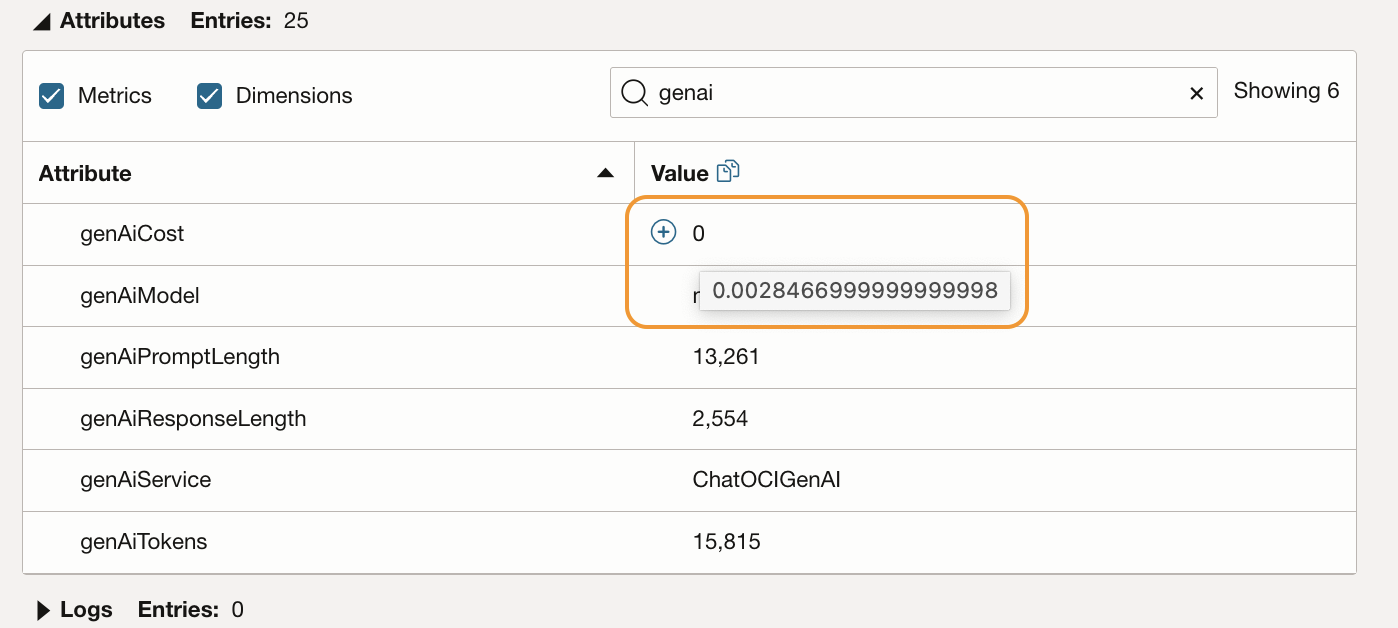 Attributes Entries: 25
Metrics Dimensions genai Showing 6
Attribute Value
genAiCost 0
genAiModel 0.0028466999999999998
genAiPromptLength 13,261
genAiResponseLength 2,554
genAiService ChatOCIGenAI
genAiTokens 15,815
Logs Entries: 0